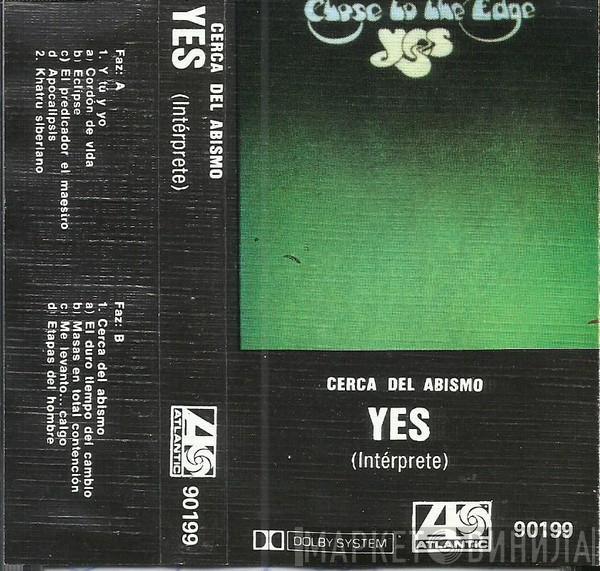 Faz: A
1. Y tú y yo
a) Cordón de vida
b) Eclipse
c) El predicador el maestro
d Apocalipsis
2. Khatru siberiano
Faz: B
1. Cerca del abismo
a) El duro tiempo del cambio
b) Masas en total contención
c) Me levanto... caigo
d) Etapas del hombre
CERCA DEL ABISMO
YES
(Intérprete)
ATLANTIC
90199
Close to the Edge
YES
CERCA DEL ABISMO
YES
(Intérprete)
DOLBY SYSTEM
ATLANTIC
90199
МАРКЕТ ВИНИЛА